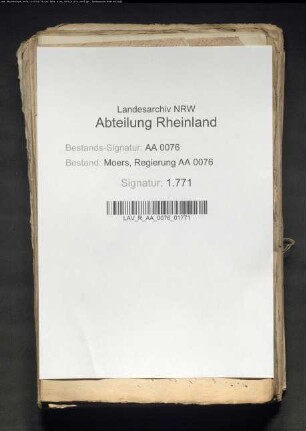 Landesarchiv NRW
Abteilung Rheinland
Bestands-Signatur: AA 0076
Bestand: Moers, Regierung AA 0076
Signatur: 1.771
LAV_R_AA_0076_01771